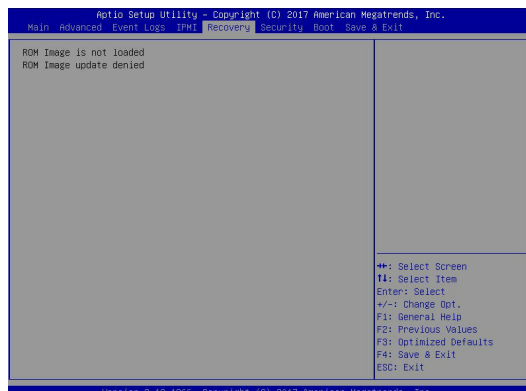 Aptio Setup Utility – Copyright (C) 2017 American Megatrends, Inc.
Main Advanced Event Logs IPMI Recovery Security Boot Save & Exit
ROM Image is not loaded
ROM Image update denied
→←: Select Screen
↑↓: Select Item
Enter: Select
+/-: Change Opt.
F1: General Help
F2: Previous Values
F3: Optimized Defaults
F4: Save & Exit
ESC: Exit
Copyright (C) 2017 American Megatrends, Inc.